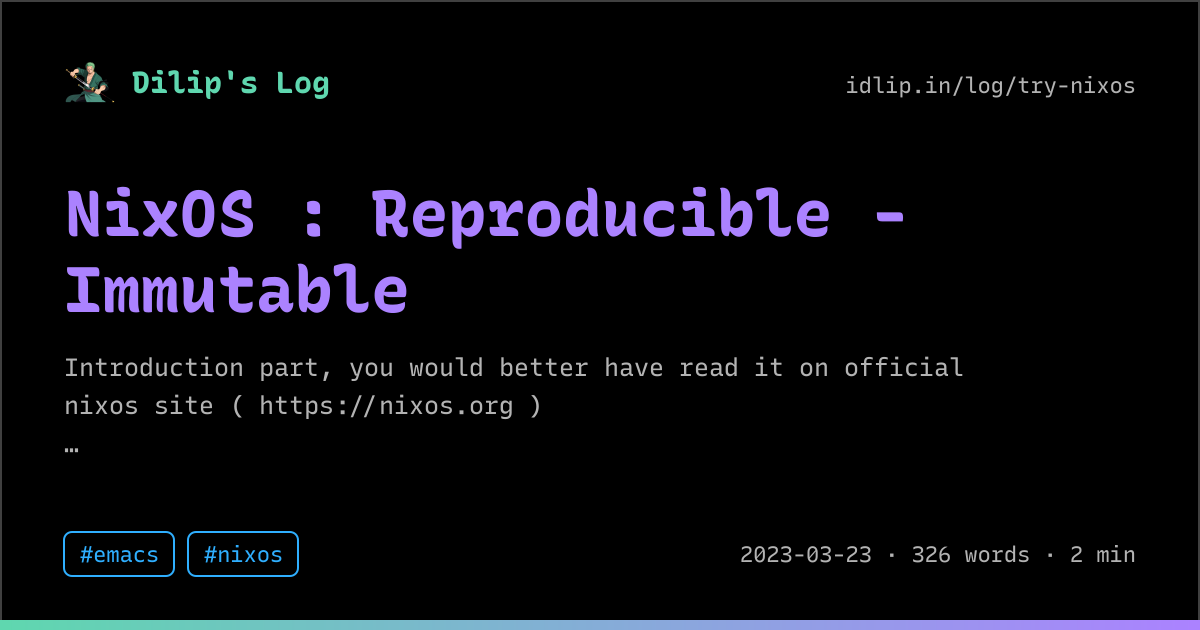 Dilip's Log
idlip.in/log/try-nixos
NixOS : Reproducible -
Immutable
Introduction part, you would better have read it on official
nixos site ( https://nixos.org )
…
#emacs
#nixos
2023-03-23 · 326 words · 2 min